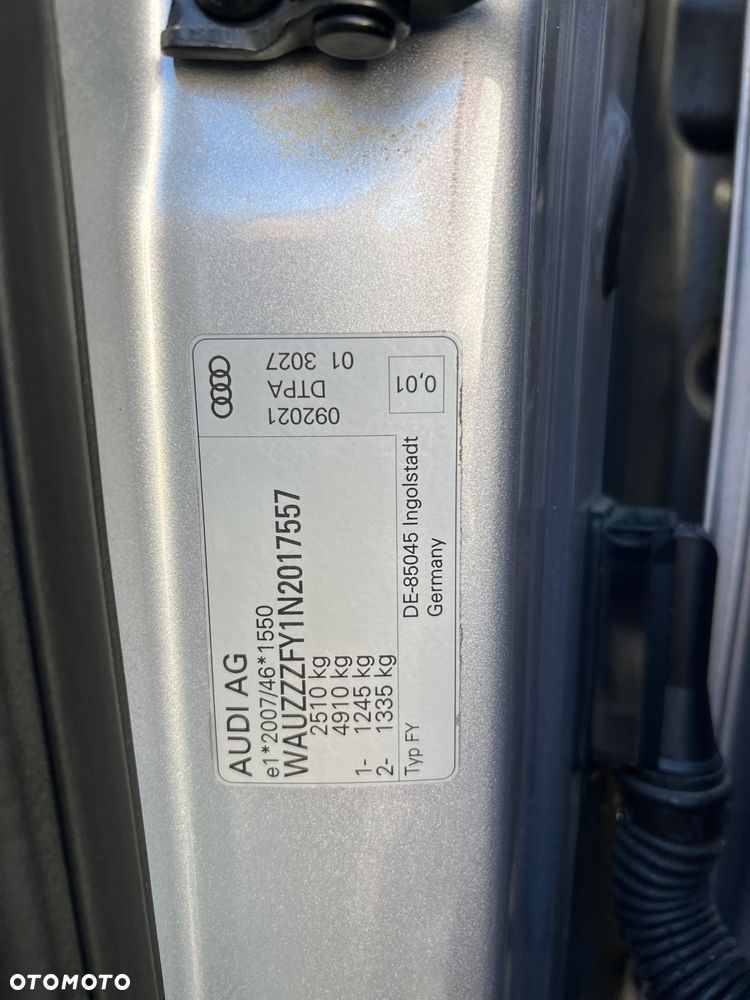 AUDI AG
e1*2007/46*1550
WAUZZZFY1N2017557
2510 kg
4910 kg
1- 1245 kg
2- 1335 kg
Typ FY
DE-85045 Ingolstadt
Germany
092021
DTPA
01 3027
0,01
OTOMOTO